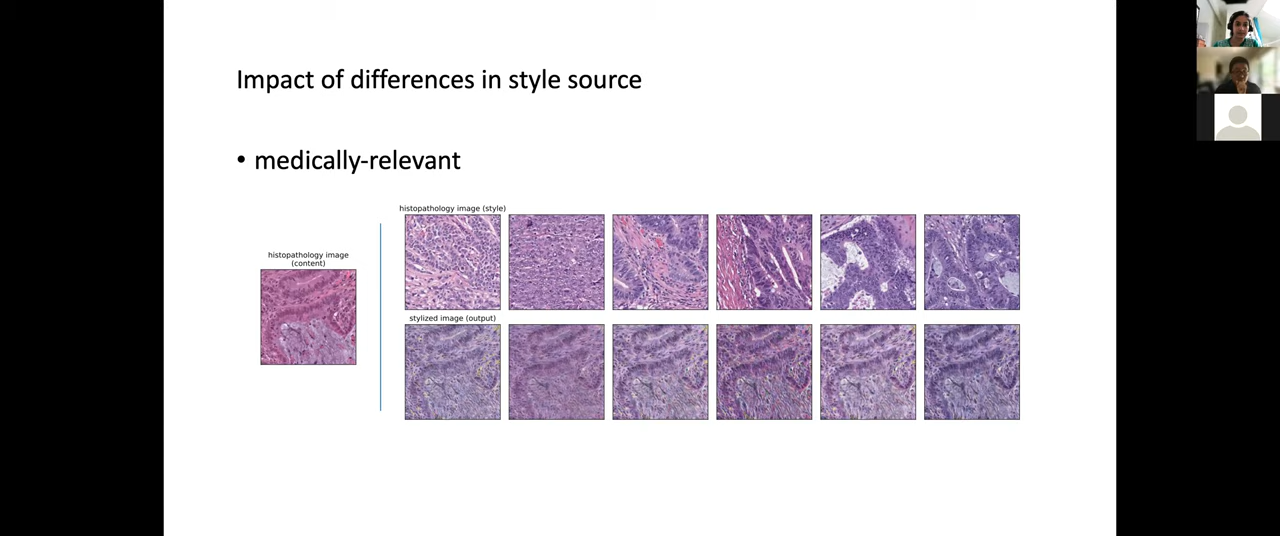 Impact of differences in style source
• medically-relevant
histopathology image (style)
histopathology image
(content)
stylized image (output)